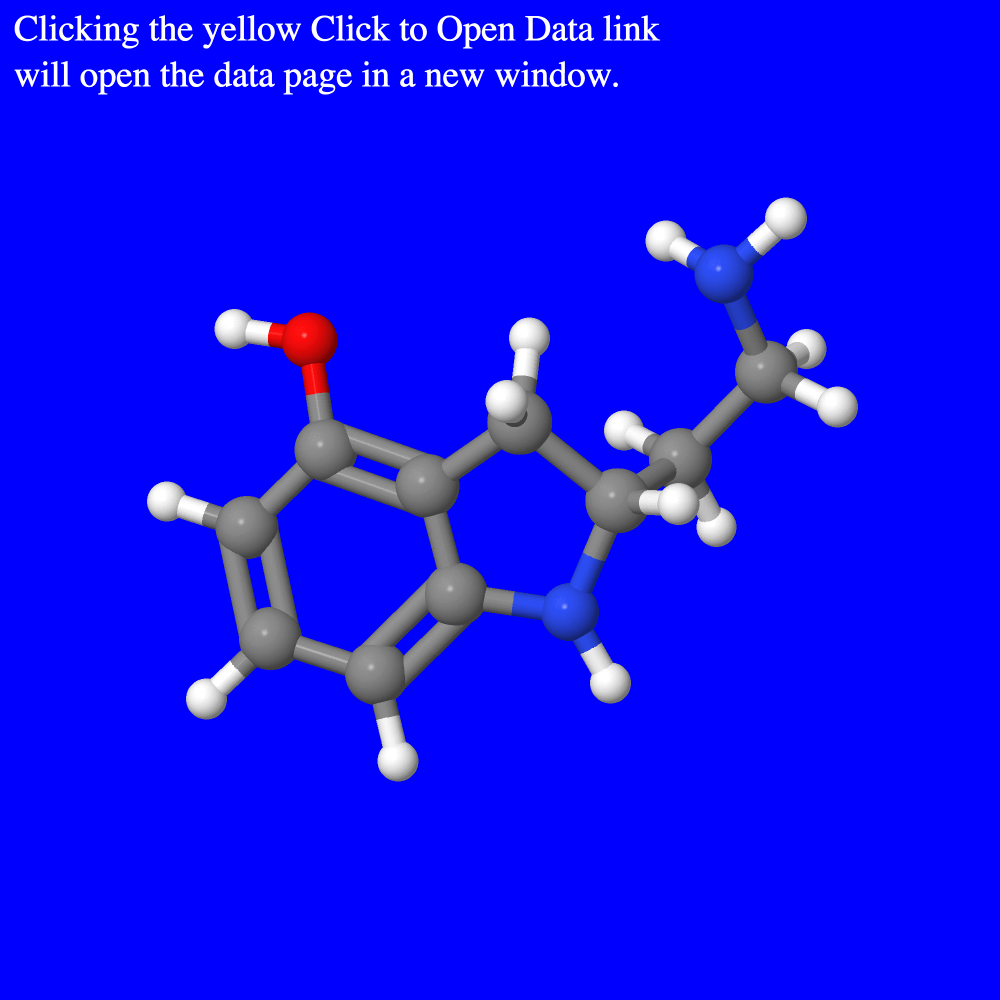 Clicking the yellow Click to Open Data link
will open the data page in a new window.